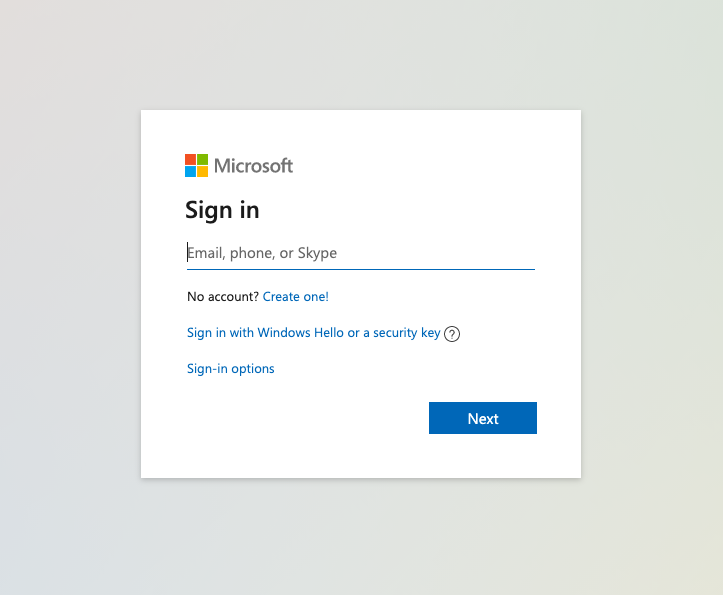 Microsoft
Sign in
Email, phone, or Skype
No account? Create one!
Sign in with Windows Hello or a security key ?
Sign-in options
Next